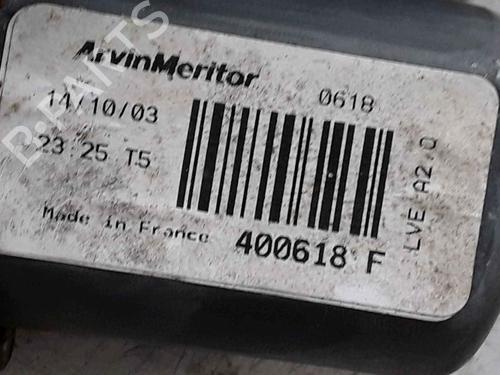 ArvinMeritor
14/10/03
0618
23:25 T5
Made in France
400618 F
LVE A2.0
B-PARTS